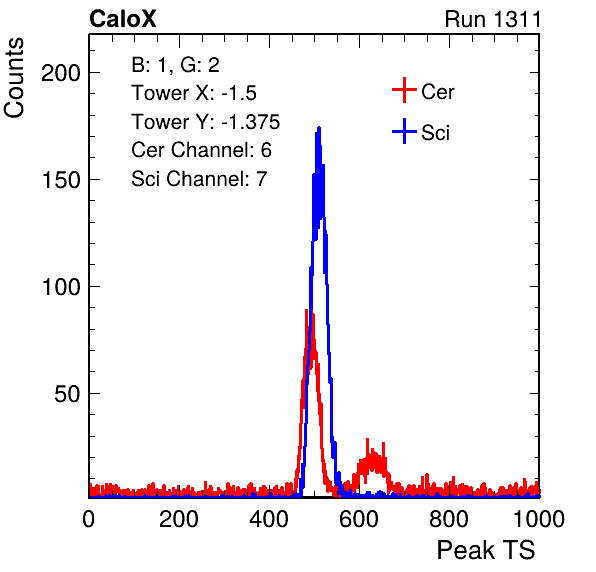 CaloX Run 1311
Counts
B: 1, G: 2
Tower X: -1.5
Tower Y: -1.375
Cer Channel: 6
Sci Channel: 7
Cer
Sci
200
150
100
50
0 200 400 600 800 1000
Peak TS